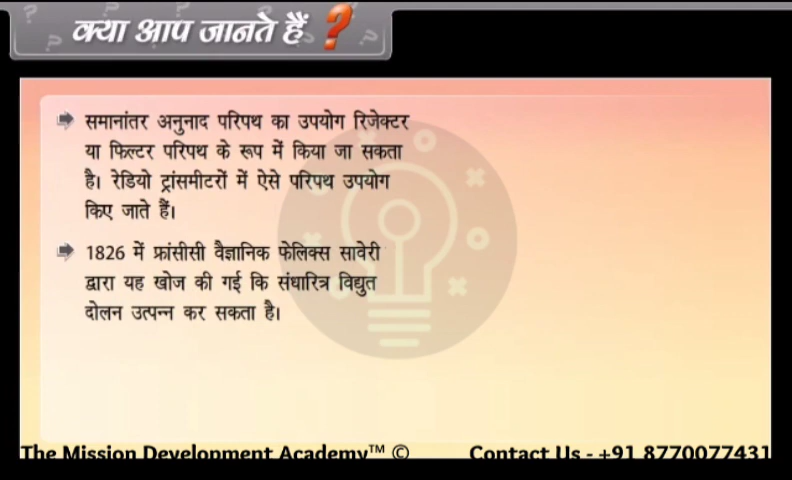 क्या आप जानते हैं ?
समानांतर अनुनाद परिपथ का उपयोग रिजेक्टर
या फिल्टर परिपथ के रूप में किया जा सकता
है। रेडियो ट्रांसमीटरों में ऐसे परिपथ उपयोग
किए जाते हैं।
1826 में फ्रांसीसी वैज्ञानिक फेलिक्स सावेरी
द्वारा यह खोज की गई कि संधारित्र विद्युत
दोलन उत्पन्न कर सकता है।
The Mission Development Academy™ © Contact Us - +91 8770077431